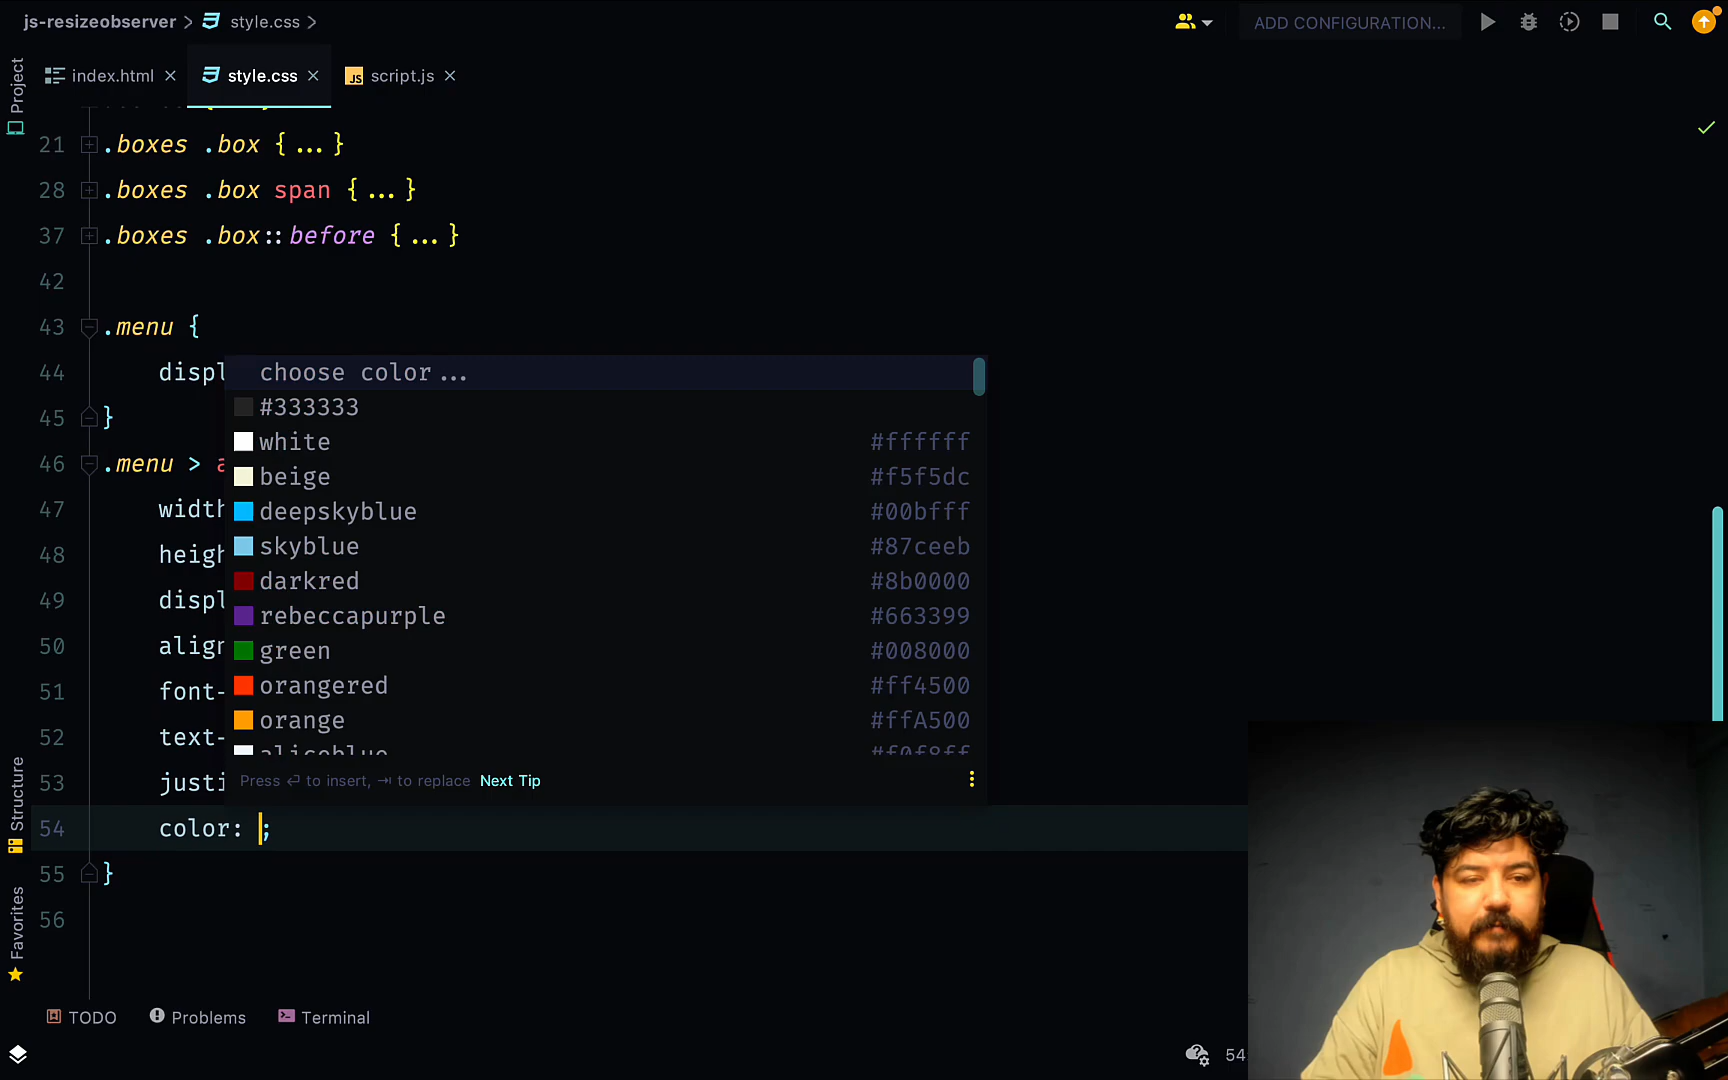 js-resizeobserver > style.css >
ADD CONFIGURATION...
index.html style.css script.js
Project
21 .boxes .box {...}
28 .boxes .box span {...}
37 .boxes .box::before {...}
42
43 .menu {
44 displ
45 }
46 .menu > a
47 width
48 heigh
49 displ
50 align
51 font-
52 text-
53 justi
54 color: ;
55 }
56
choose color...
#333333
white #ffffff
beige #f5f5dc
deepskyblue #00bfff
skyblue #87ceeb
darkred #8b0000
rebeccapurple #663399
green #008000
orangered #ff4500
orange #ffA500
aliceblue #f0f8ff
Press ⏎ to insert, ⇥ to replace Next Tip
Structure
Favorites
TODO Problems Terminal
54